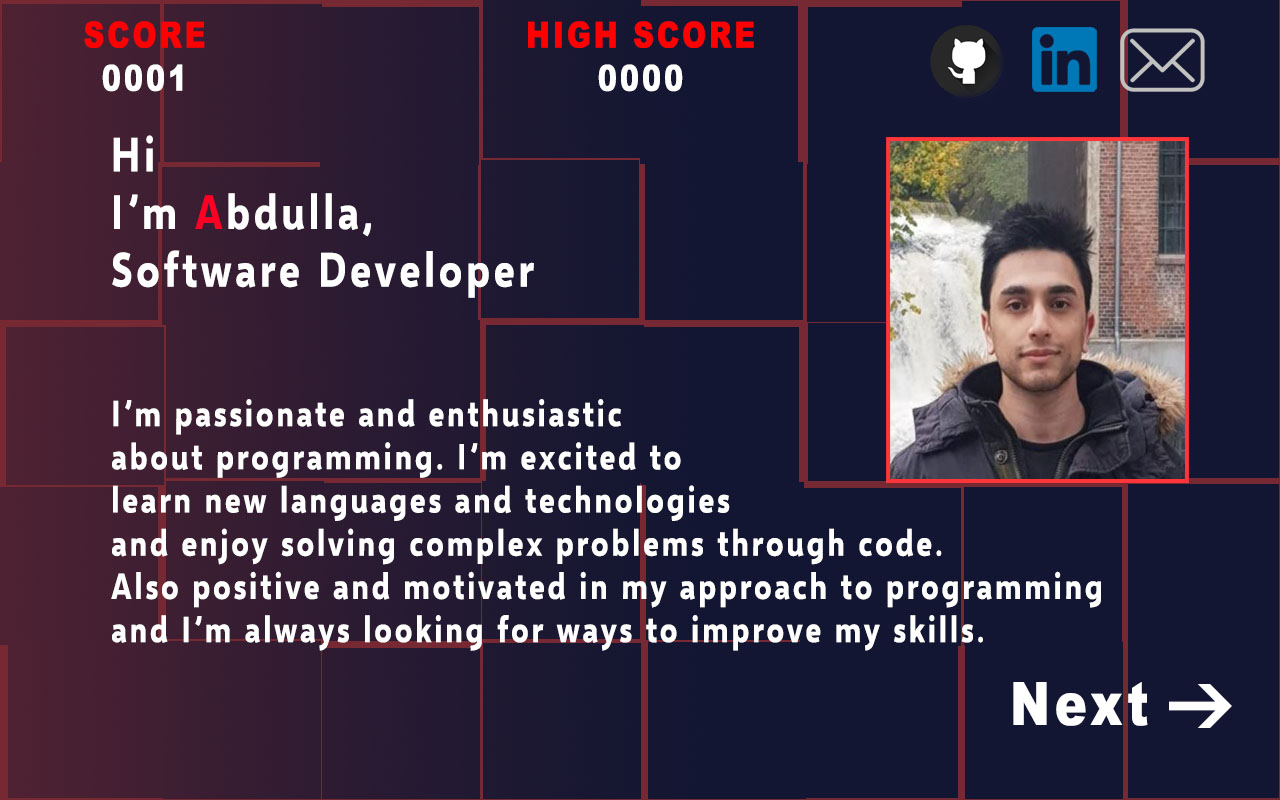 SCORE
0001
HIGH SCORE
0000
in
Hi
I'm Abdulla,
Software Developer
I'm passionate and enthusiastic
about programming. I'm excited to
learn new languages and technologies
and enjoy solving complex problems through code.
Also positive and motivated in my approach to programming
and I'm always looking for ways to improve my skills.
Next